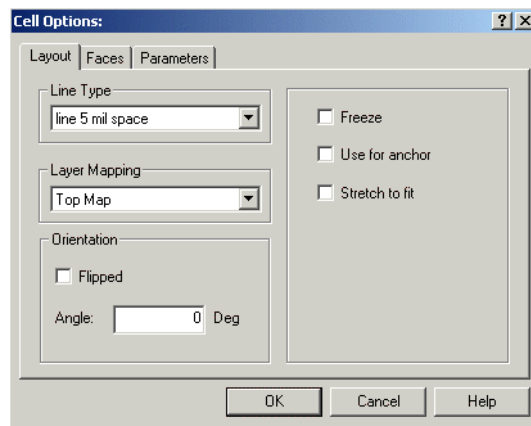 Cell Options:
Layout Faces Parameters
Line Type
line 5 mil space
Layer Mapping
Top Map
Orientation
Flipped
Angle: 0 Deg
Freeze
Use for anchor
Stretch to fit
OK Cancel Help